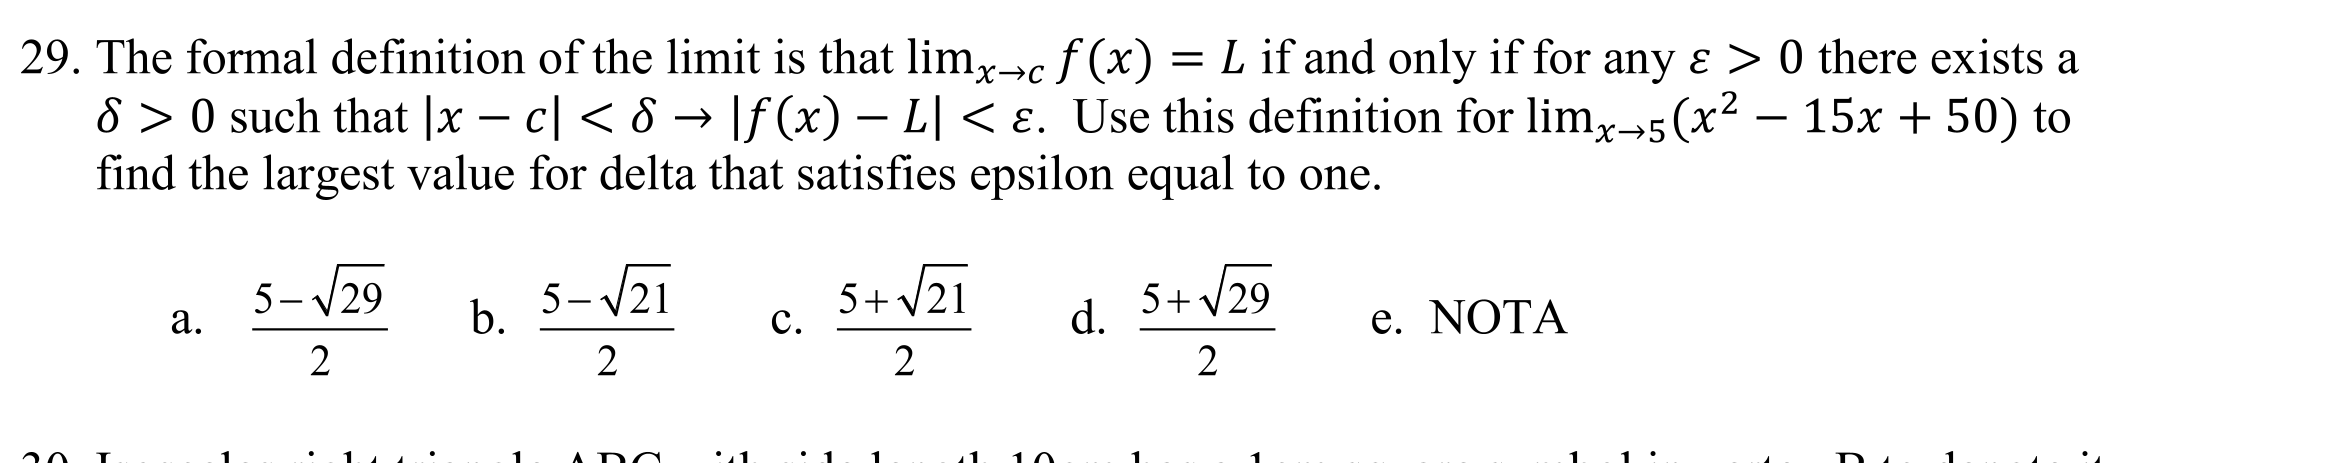 29. The formal definition of the limit is that lim_{x→c} f(x) = L if and only if for any ε > 0 there exists a
δ > 0 such that |x − c| < δ → |f(x) − L| < ε. Use this definition for lim_{x→5}(x² − 15x + 50) to
find the largest value for delta that satisfies epsilon equal to one.
a. (5−√29)/2 b. (5−√21)/2 c. (5+√21)/2 d. (5+√29)/2 e. NOTA